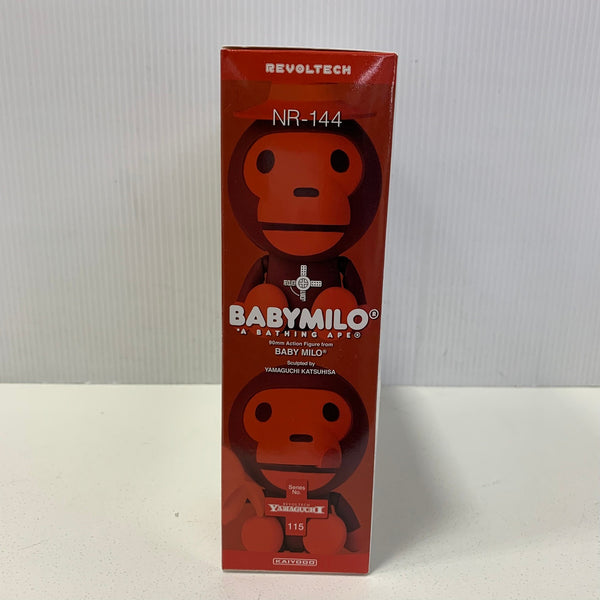 REVOLTECH
NR-144
BABYMILO®
*A BATHING APE®
90mm Action Figure from
BABY MILO®
Sculpted by
YAMAGUCHI KATSUHISA
Series
No.
REVOLTECH
YAMAGUCHI
115
KAIYODO